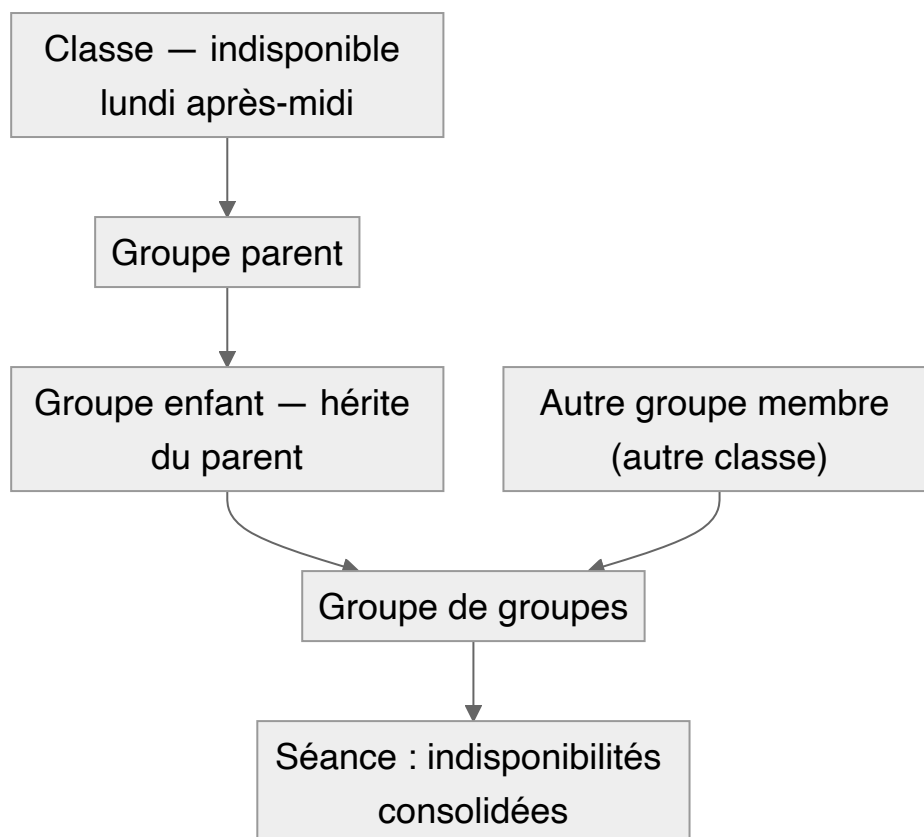 Classe — indisponible
lundi après-midi
Groupe parent
Groupe enfant — hérite
du parent
Autre groupe membre
(autre classe)
Groupe de groupes
Séance : indisponibilités
consolidées